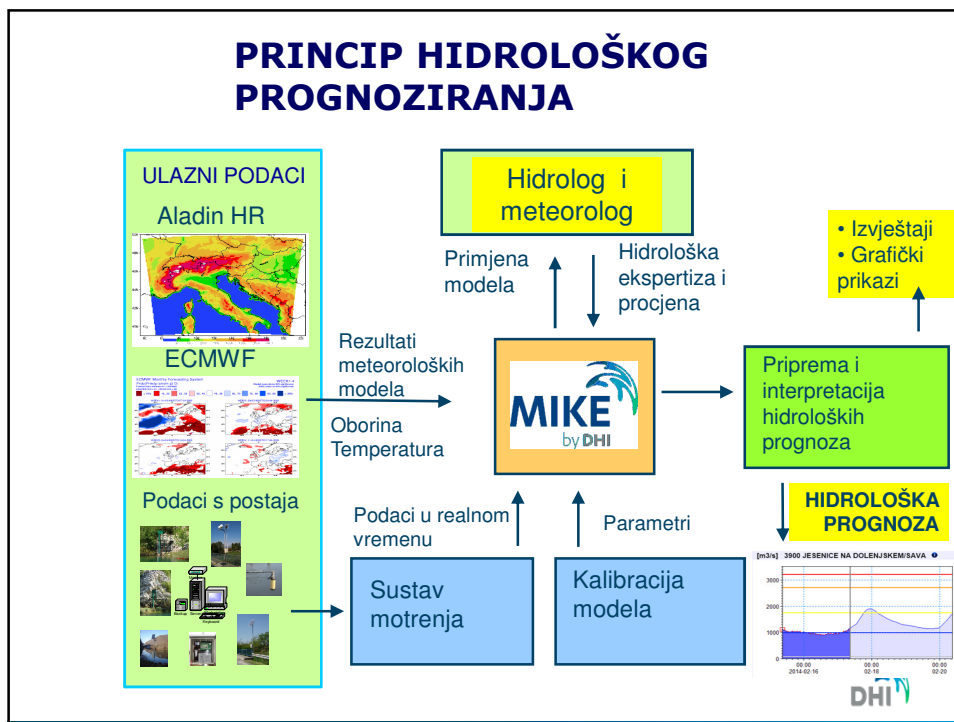 PRINCIP HIDROLOŠKOG
PROGNOZIRANJA
ULAZNI PODACI
Aladin HR
ECMWF
Podaci s postaja
Hidrolog i
meteorolog
Primjena
modela
Hidrološka
ekspertiza i
procjena
• Izvještaji
• Grafički
prikazi
Rezultati
meteoroloških
modela
Oborina
Temperatura
MIKE
by DHI
Priprema i
interpretacija
hidroloških
prognoza
Podaci u realnom
vremenu
Parametri
HIDROLOŠKA
PROGNOZA
Sustav
motrenja
Kalibracija
modela
[m3/s] 3900 JESENICE NA DOLENJSKEM/SAVA
3000
2000
1000
0
00:00
2014-02-16
00:00
02-18
00:00
02-20
DHI